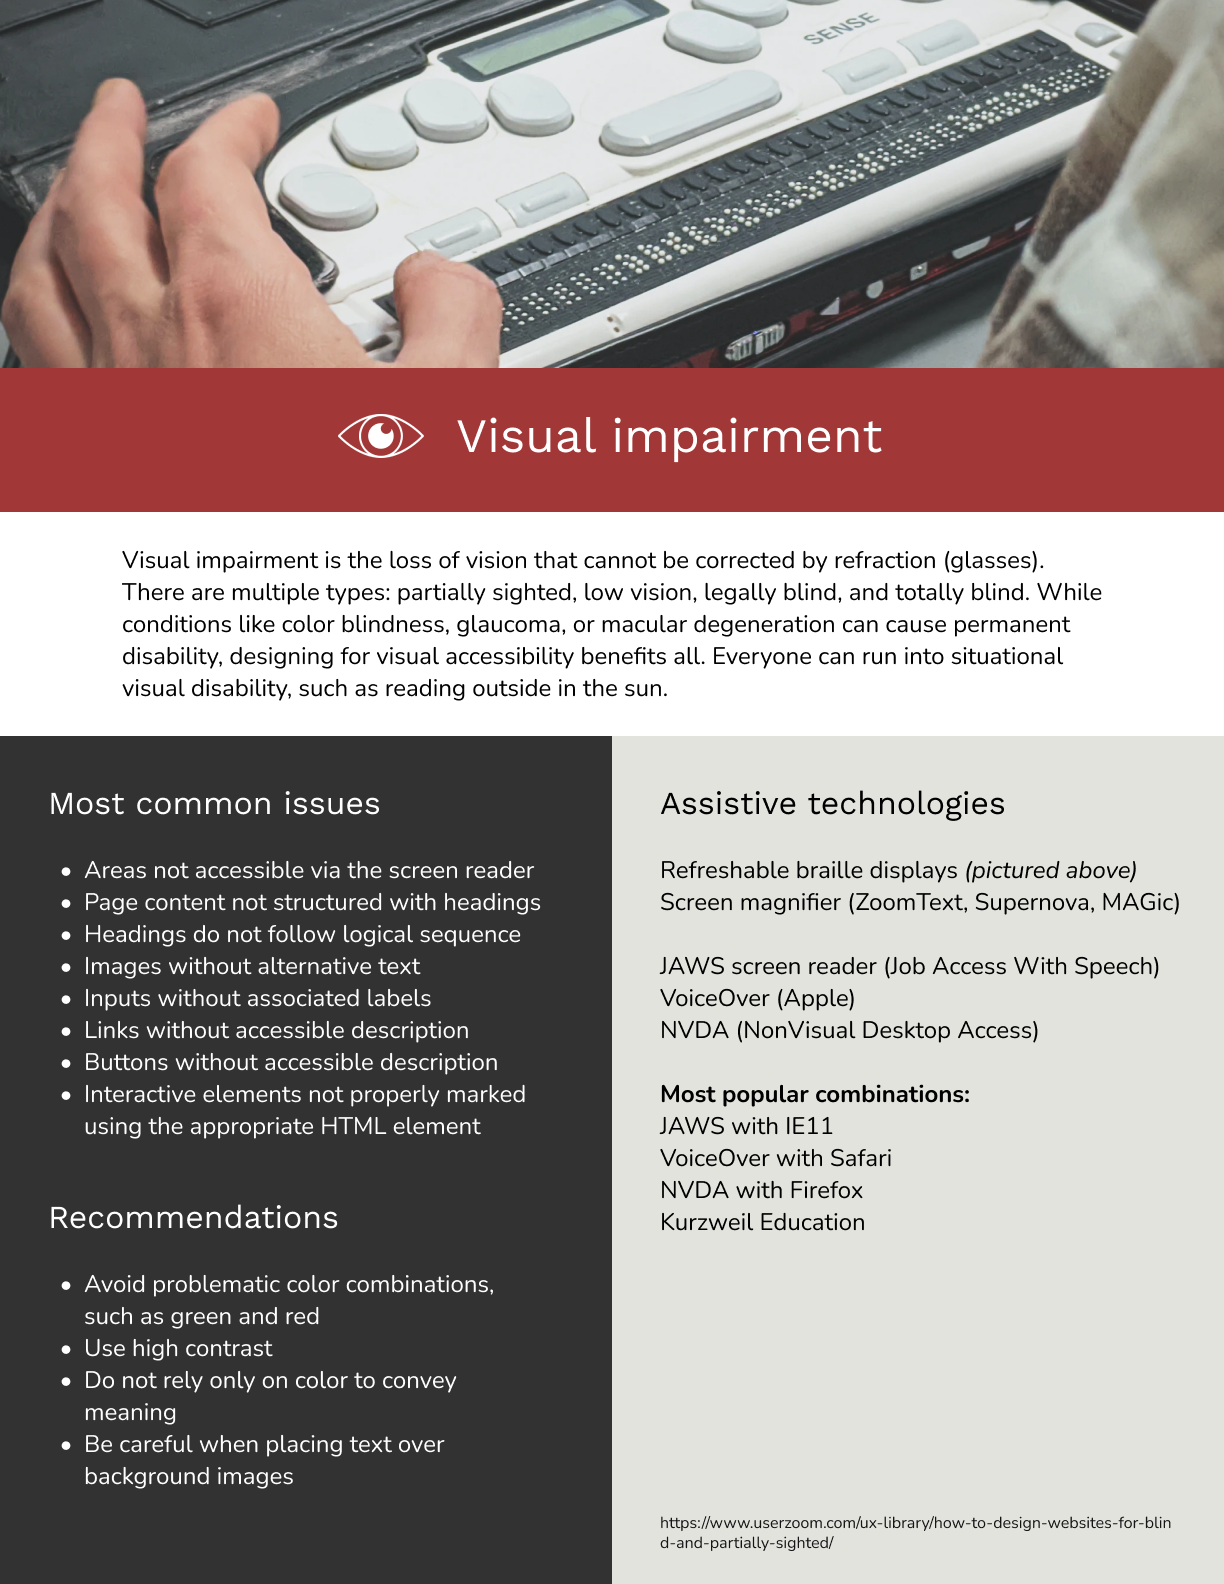 SENSE
Visual impairment
Visual impairment is the loss of vision that cannot be corrected by refraction (glasses).
There are multiple types: partially sighted, low vision, legally blind, and totally blind. While
conditions like color blindness, glaucoma, or macular degeneration can cause permanent
disability, designing for visual accessibility benefits all. Everyone can run into situational
visual disability, such as reading outside in the sun.
Most common issues
• Areas not accessible via the screen reader
• Page content not structured with headings
• Headings do not follow logical sequence
• Images without alternative text
• Inputs without associated labels
• Links without accessible description
• Buttons without accessible description
• Interactive elements not properly marked
using the appropriate HTML element
Recommendations
• Avoid problematic color combinations,
such as green and red
• Use high contrast
• Do not rely only on color to convey
meaning
• Be careful when placing text over
background images
Assistive technologies
Refreshable braille displays (pictured above)
Screen magnifier (ZoomText, Supernova, MAGic)
JAWS screen reader (Job Access With Speech)
VoiceOver (Apple)
NVDA (NonVisual Desktop Access)
Most popular combinations:
JAWS with IE11
VoiceOver with Safari
NVDA with Firefox
Kurzweil Education
https://www.userzoom.com/ux-library/how-to-design-websites-for-blin
d-and-partially-sighted/